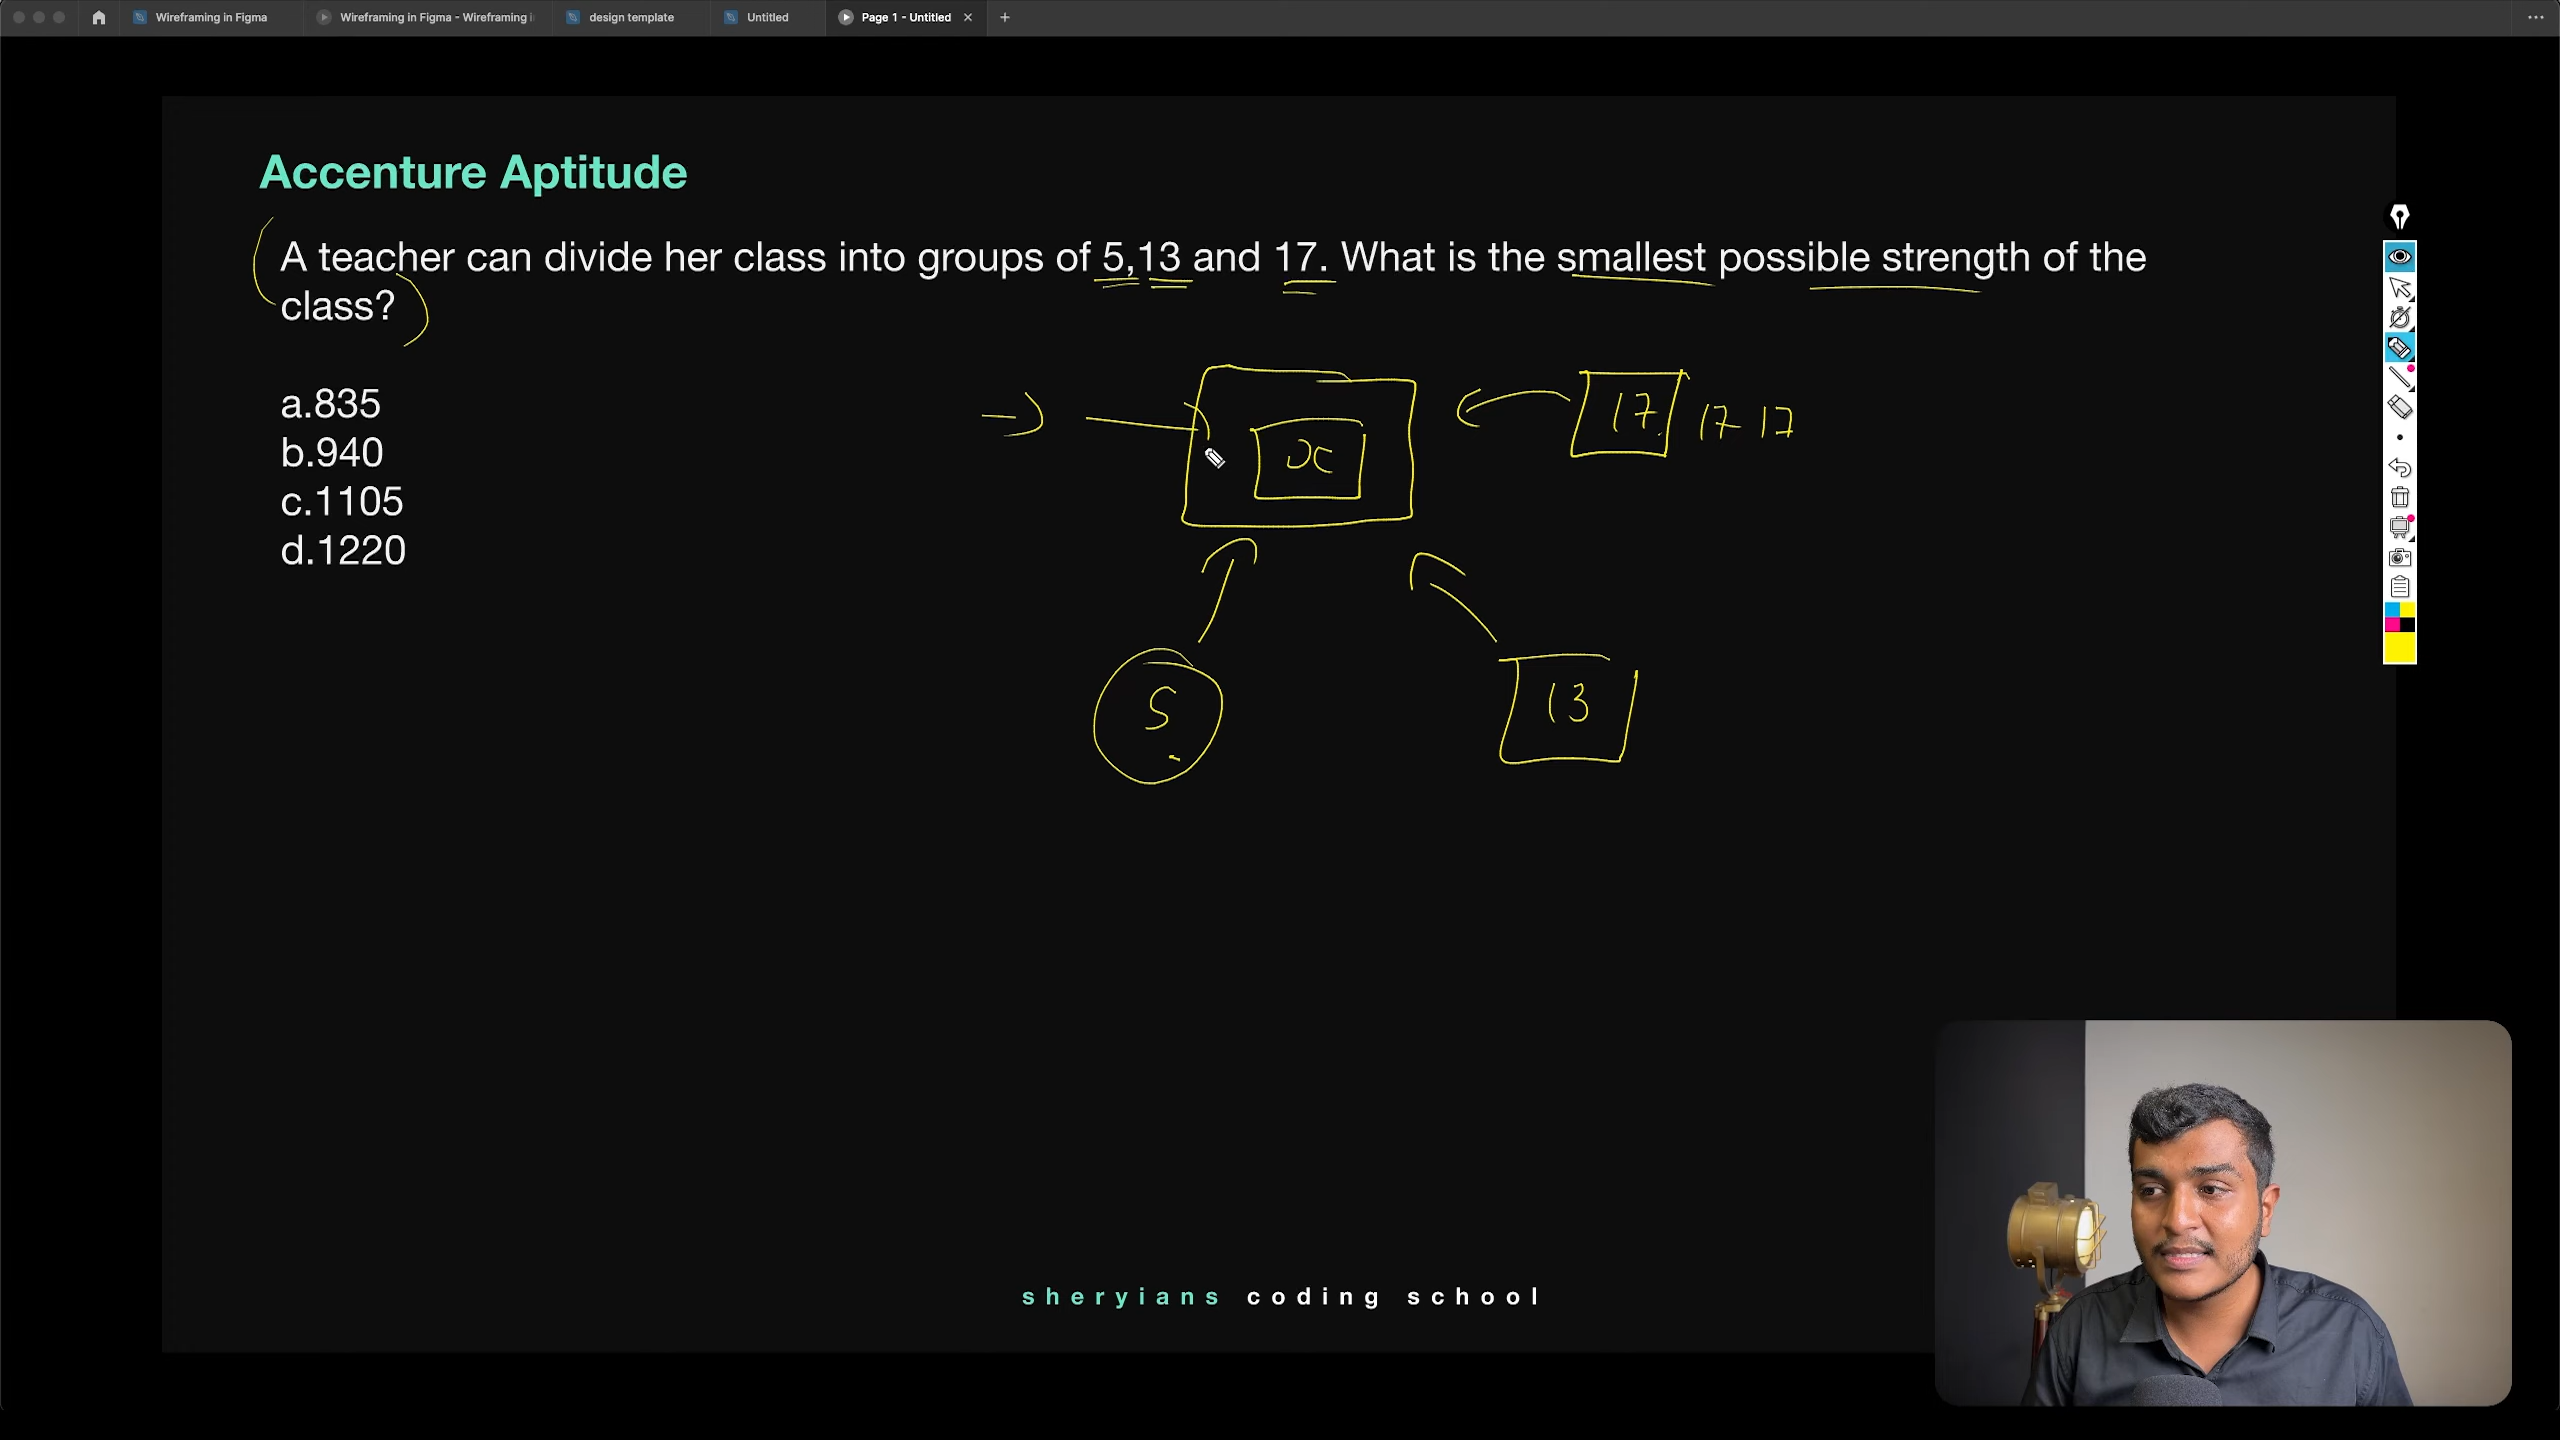 Wireframing in Figma
Wireframing in Figma - Wireframing i
design template
Untitled
Page 1 - Untitled
Accenture Aptitude
A teacher can divide her class into groups of 5,13 and 17. What is the smallest possible strength of the
class?
a.835
b.940
c.1105
d.1220
x
17 17 17
5
13
sheryians coding school